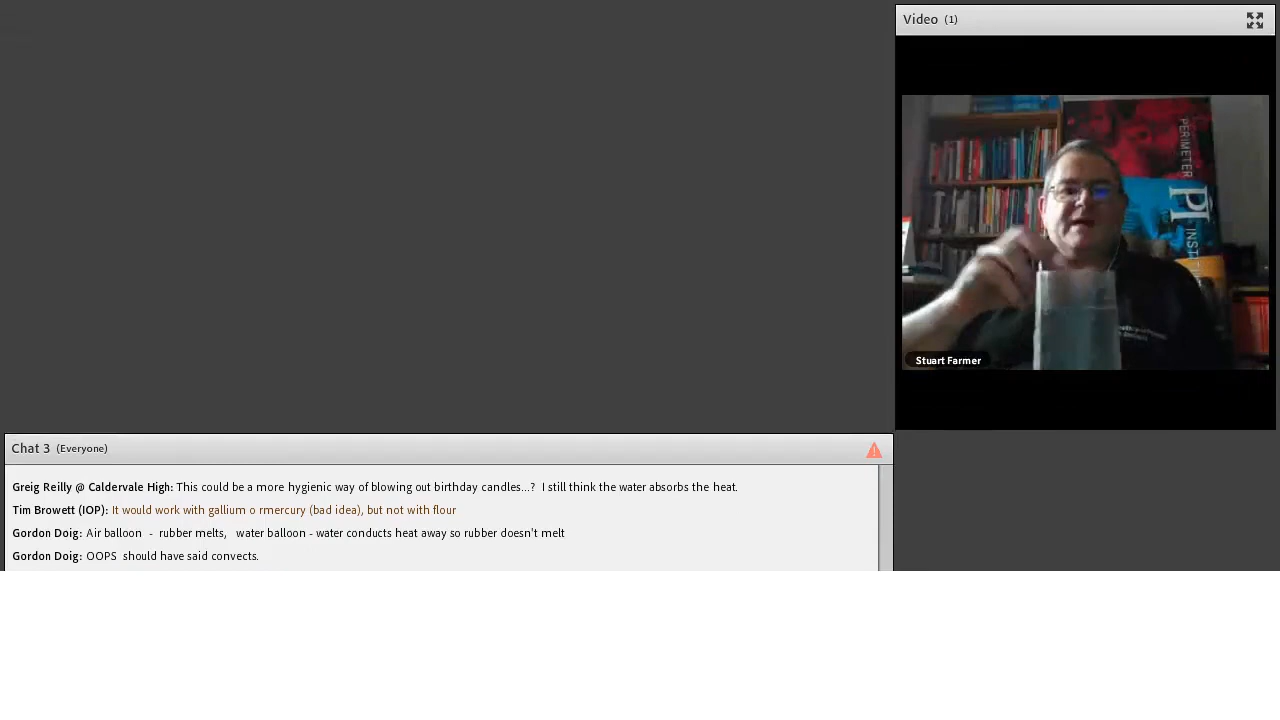 Video (1)
PERIMETER
PI
INSTIT
Stuart Farmer
Chat 3 (Everyone)
Greig Reilly @ Caldervale High: This could be a more hygienic way of blowing out birthday candles...? I still think the water absorbs the heat.
Tim Browett (IOP): It would work with gallium o rmercury (bad idea), but not with flour
Gordon Doig: Air balloon - rubber melts, water balloon - water conducts heat away so rubber doesn't melt
Gordon Doig: OOPS should have said convects.